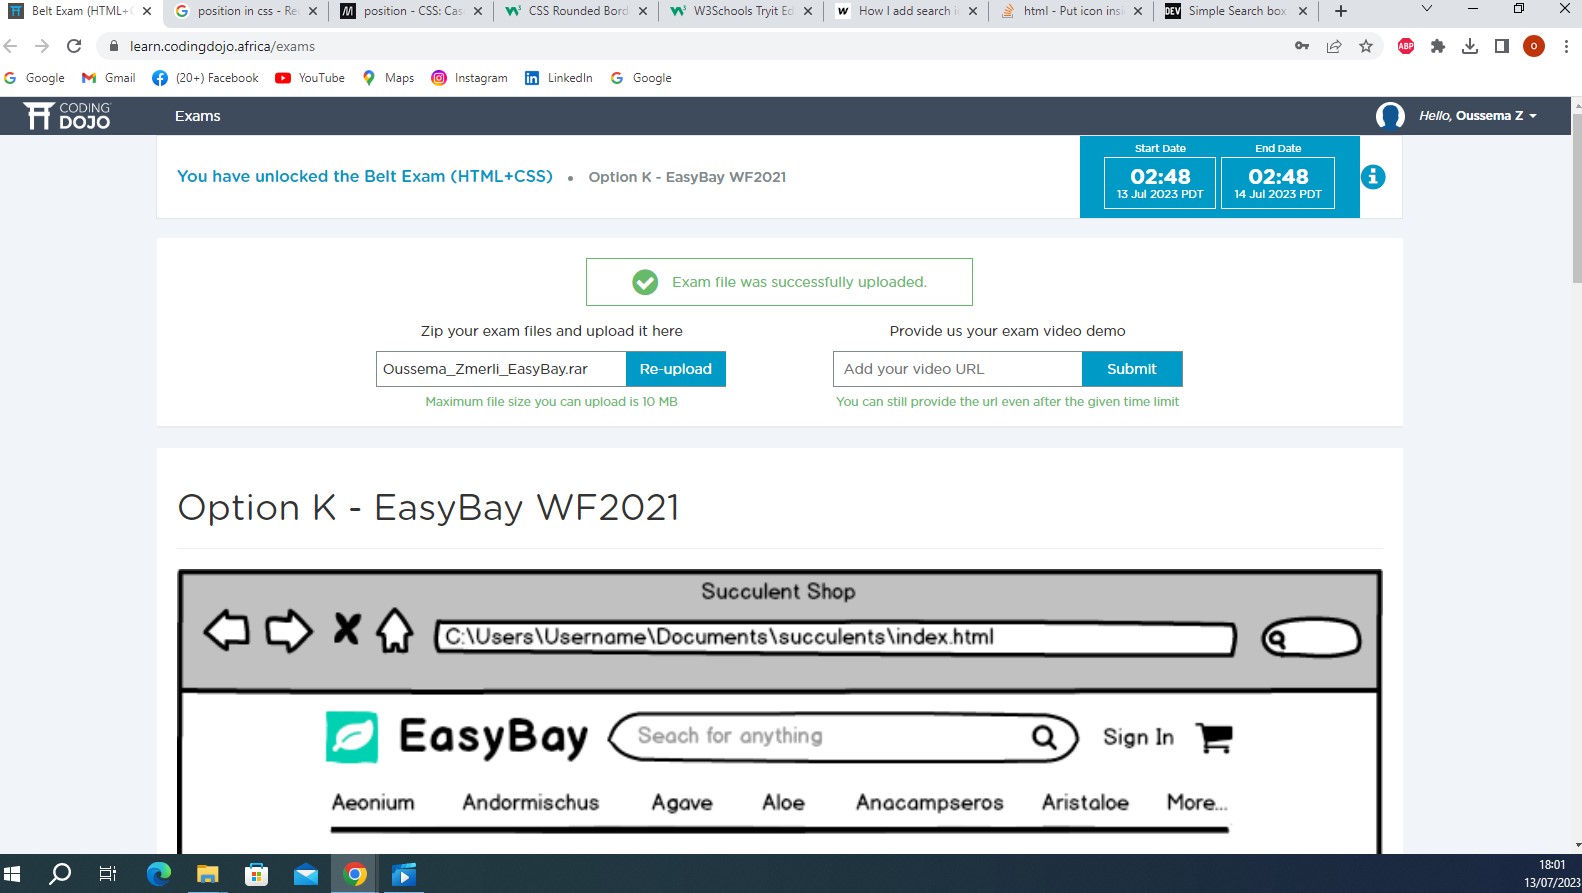 Belt Exam (HTML+C
position in css - Re
position - CSS: Cas
CSS Rounded Bord
W3Schools Tryit Ed
How I add search i
html - Put icon insi
DEV Simple Search box
learn.codingdojo.africa/exams
ABP
O
Google Gmail (20+) Facebook YouTube Maps Instagram LinkedIn Google
CODING
DOJO
Exams
Hello, Oussema Z
You have unlocked the Belt Exam (HTML+CSS) • Option K - EasyBay WF2021
Start Date End Date
02:48 02:48
13 Jul 2023 PDT 14 Jul 2023 PDT
Exam file was successfully uploaded.
Zip your exam files and upload it here
Oussema_Zmerli_EasyBay.rar Re-upload
Maximum file size you can upload is 10 MB
Provide us your exam video demo
Add your video URL Submit
You can still provide the url even after the given time limit
Option K - EasyBay WF2021
Succulent Shop
C:\Users\Username\Documents\succulents\index.html
EasyBay Seach for anything Sign In
Aeonium Andormischus Agave Aloe Anacampseros Aristaloe More...
18:01
13/07/2023